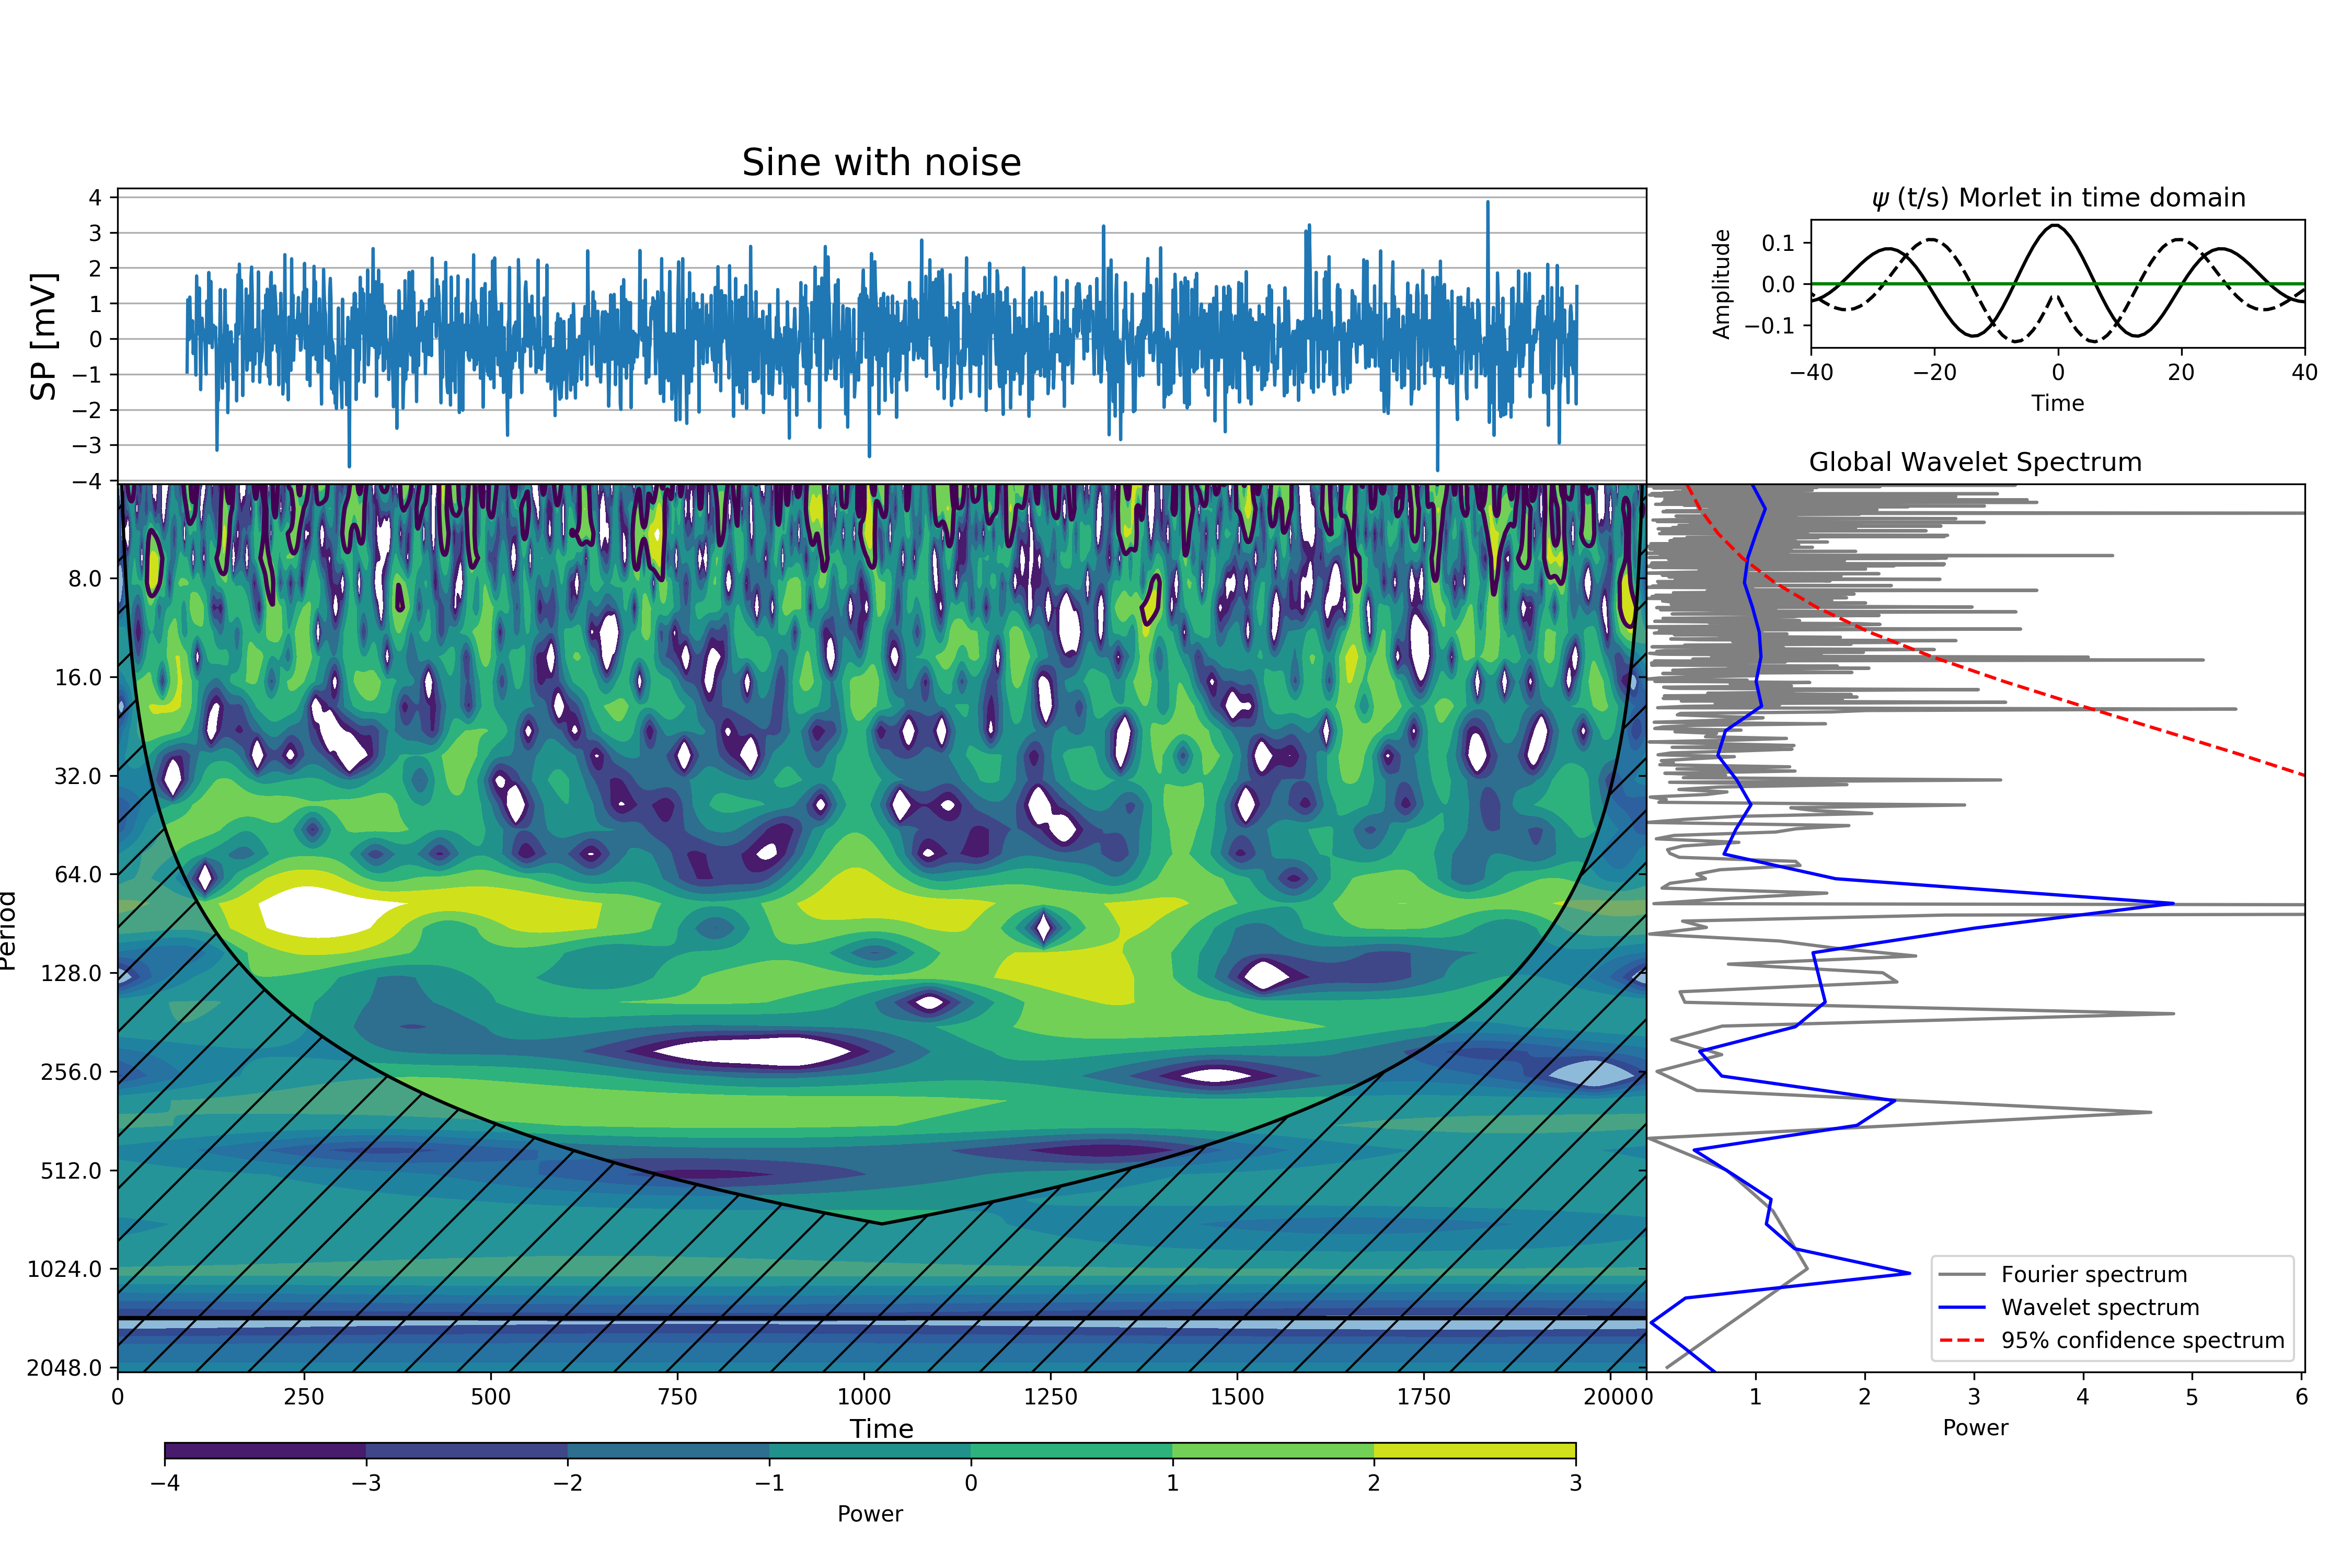 Sine with noise
SP [mV]
4
3
2
1
0
−1
−2
−3
−4
ψ (t/s) Morlet in time domain
Amplitude
0.1
0.0
−0.1
−40 −20 0 20 40
Time
Global Wavelet Spectrum
Period
8.0
16.0
32.0
64.0
128.0
256.0
512.0
1024.0
2048.0
0 250 500 750 1000 1250 1500 1750 2000
Time
Fourier spectrum
Wavelet spectrum
95% confidence spectrum
0 1 2 3 4 5 6
Power
−4 −3 −2 −1 0 1 2 3
Power